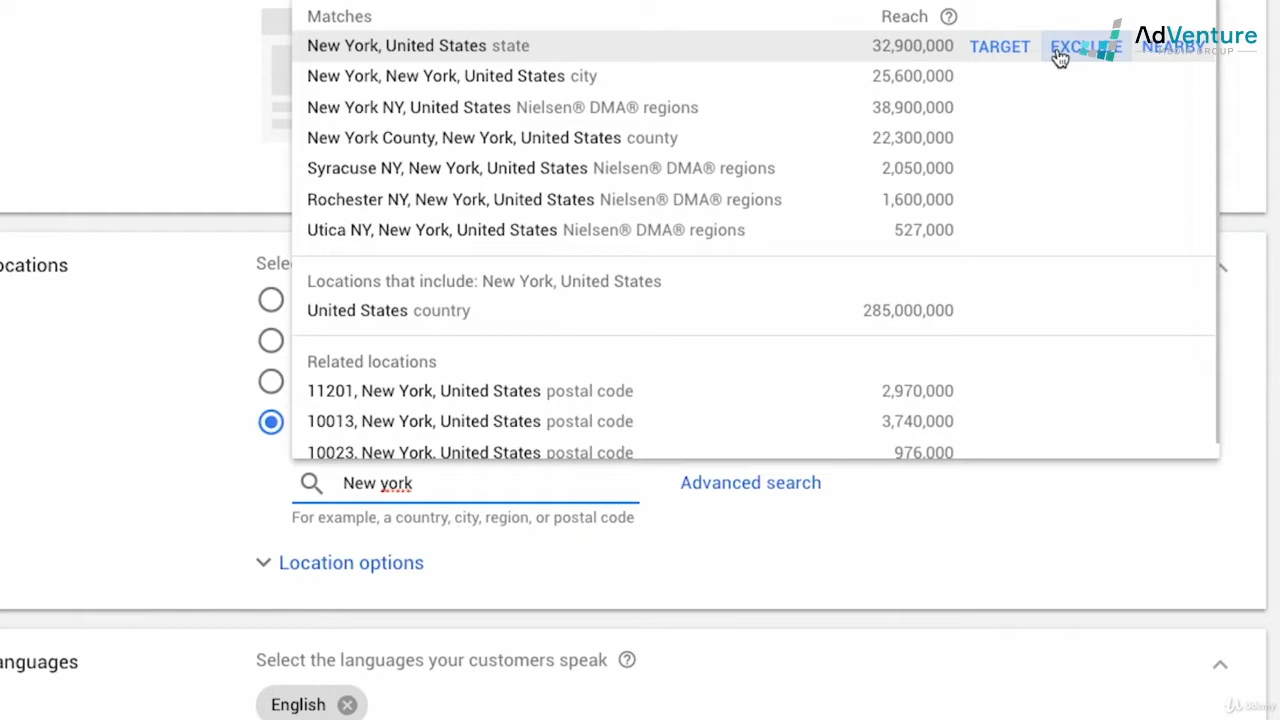 Matches Reach
New York, United States state 32,900,000 TARGET EXCLUDE NEARBY
AdVenture
MEDIA GROUP
New York, New York, United States city 25,600,000
New York NY, United States Nielsen® DMA® regions 38,900,000
New York County, New York, United States county 22,300,000
Syracuse NY, New York, United States Nielsen® DMA® regions 2,050,000
Rochester NY, New York, United States Nielsen® DMA® regions 1,600,000
Utica NY, New York, United States Nielsen® DMA® regions 527,000
ocations
Sele
Locations that include: New York, United States
United States country 285,000,000
Related locations
11201, New York, United States postal code 2,970,000
10013, New York, United States postal code 3,740,000
10023, New York, United States postal code 976,000
New york Advanced search
For example, a country, city, region, or postal code
Location options
anguages Select the languages your customers speak
English
Udemy